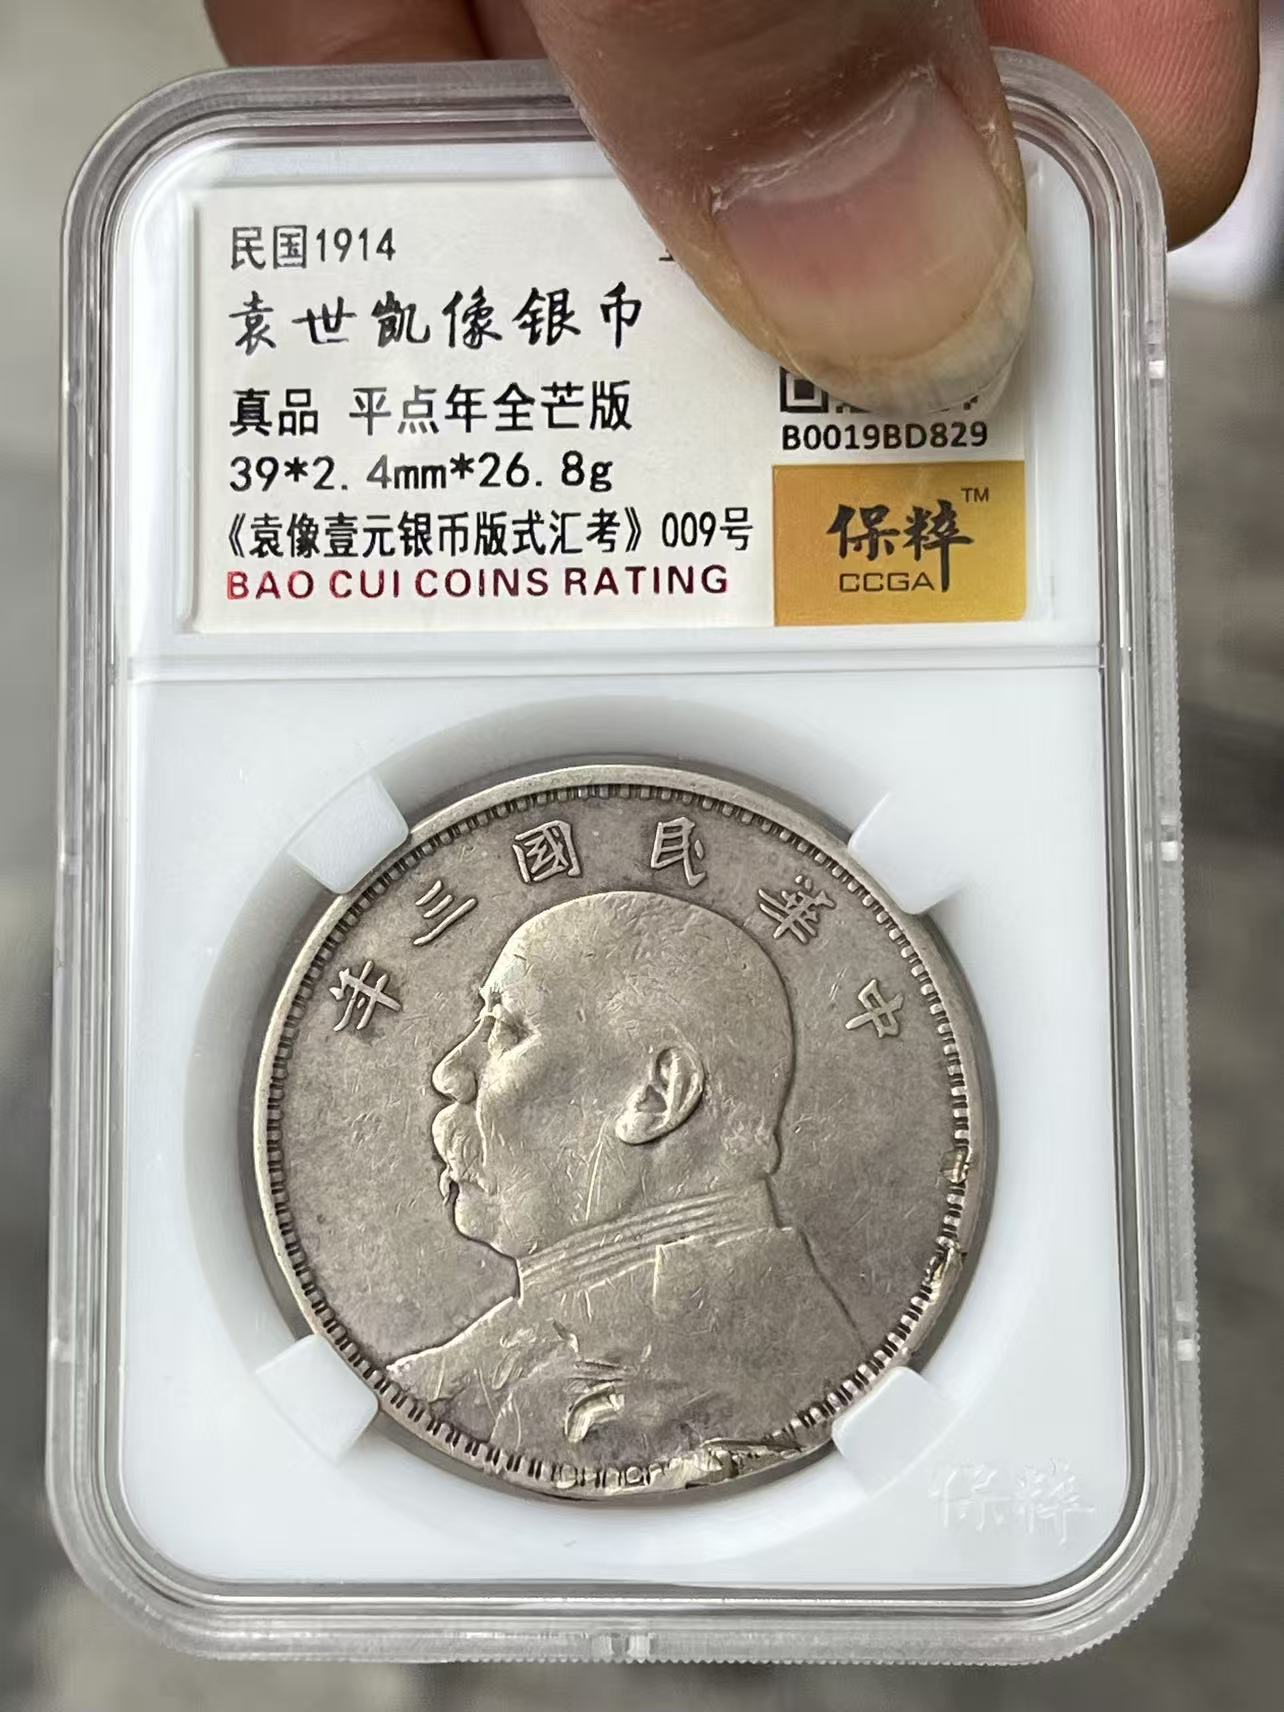 民国1914
袁世凯像银币
真品 平点年全芒版
39*2.4mm*26.8g
《袁像壹元银币版式汇考》009号
BAO CUI COINS RATING
B0019BD829
保粹™
CCGA
年三國民華中
保粹